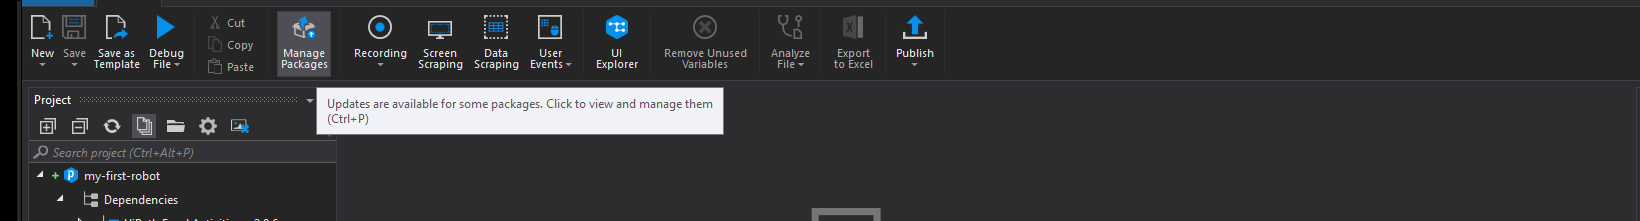 New
Save
Save as
Template
Debug
File
Cut
Copy
Paste
Manage
Packages
Recording
Screen
Scraping
Data
Scraping
User
Events
UI
Explorer
Remove Unused
Variables
Analyze
File
Export
to Excel
Publish
Project
Updates are available for some packages. Click to view and manage them
(Ctrl+P)
Search project (Ctrl+Alt+P)
my-first-robot
Dependencies